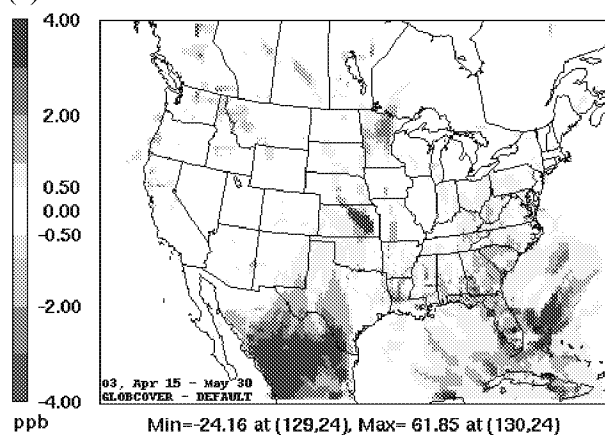 4.00
2.00
0.50
0.00
-0.50
-2.00
-4.00
ppb
03, Apr 15 - May 30
GLOBCOVER - DEFAULT
Min=-24.16 at (129,24), Max= 61.85 at (130,24)